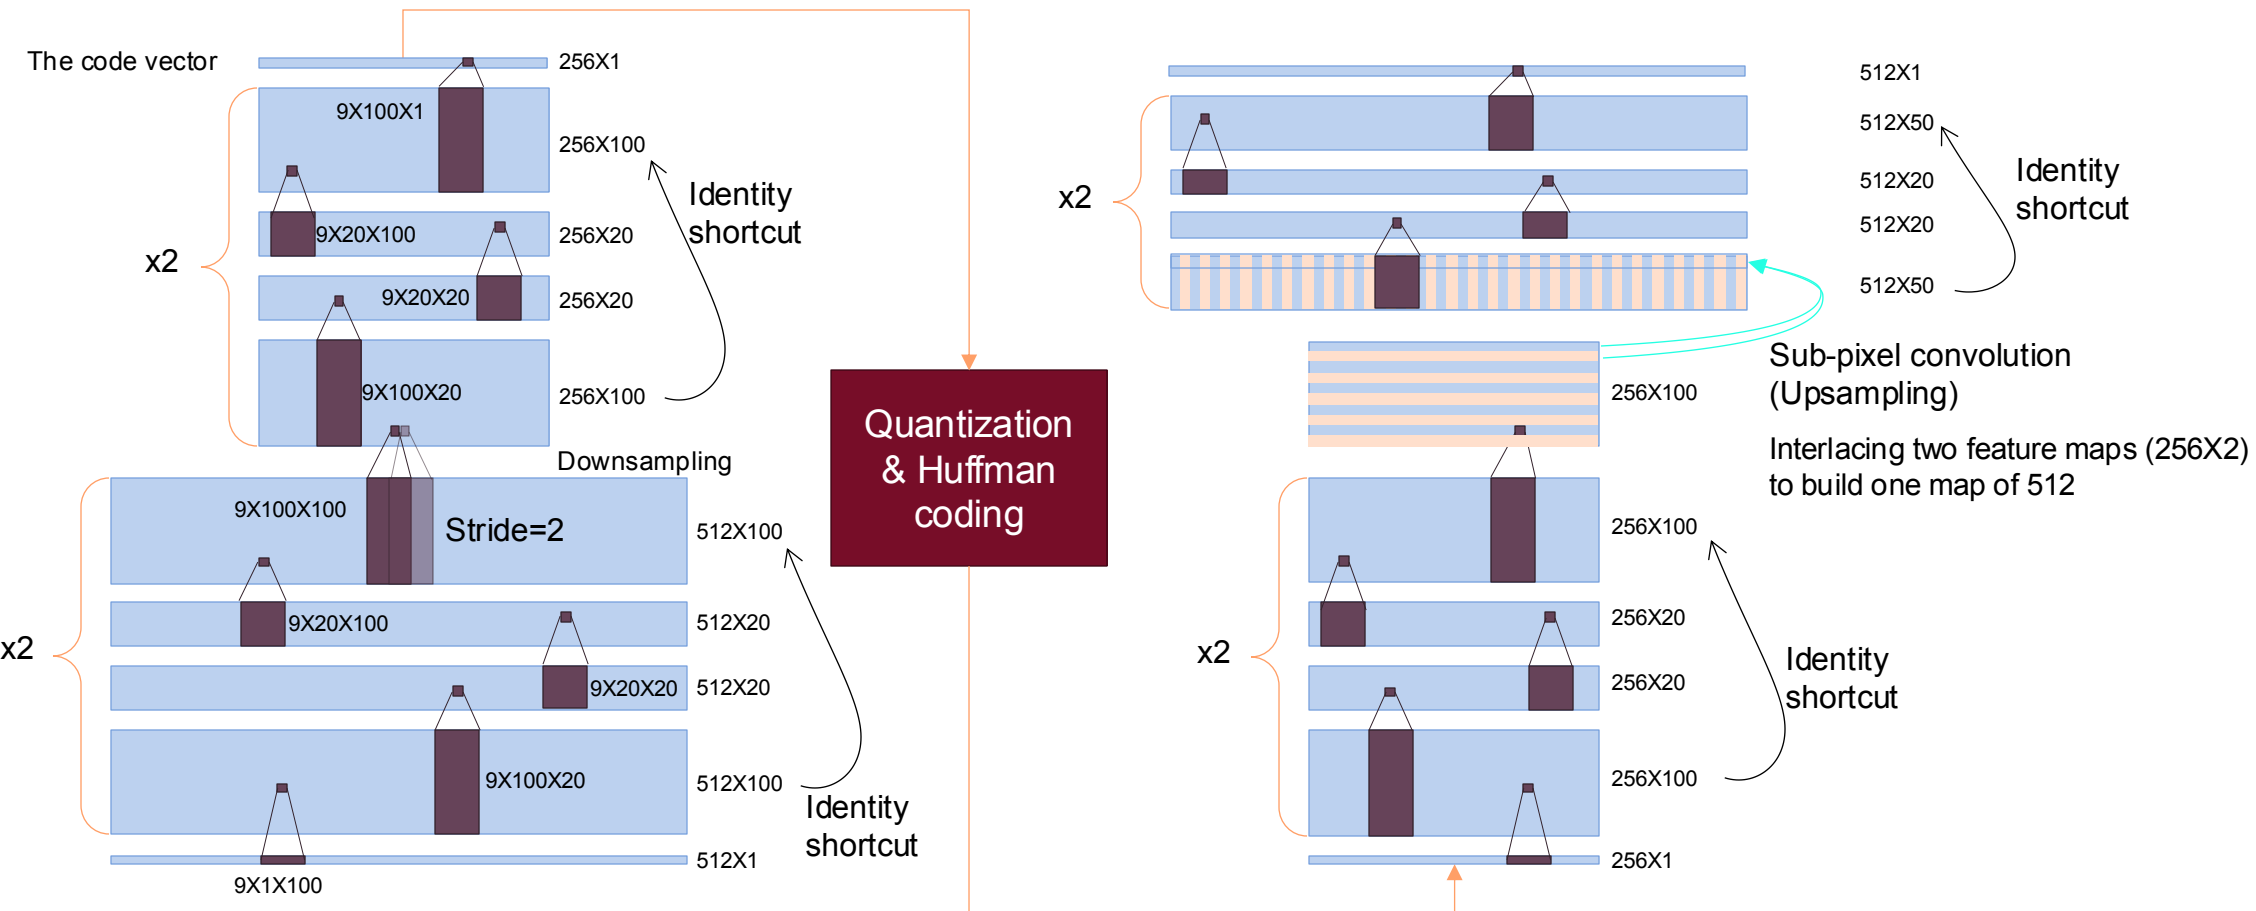 The code vector
256X1
9X100X1
256X100
Identity
shortcut
9X20X100
256X20
x2
9X20X20
256X20
9X100X20
256X100
Downsampling
9X100X100
Stride=2
512X100
9X20X100
512X20
x2
9X20X20
512X20
9X100X20
512X100
Identity
shortcut
512X1
9X1X100
Quantization
& Huffman
coding
512X1
512X50
Identity
shortcut
512X20
x2
512X20
512X50
Sub-pixel convolution
(Upsampling)
256X100
Interlacing two feature maps (256X2)
to build one map of 512
256X100
256X20
x2
Identity
shortcut
256X20
256X100
256X1